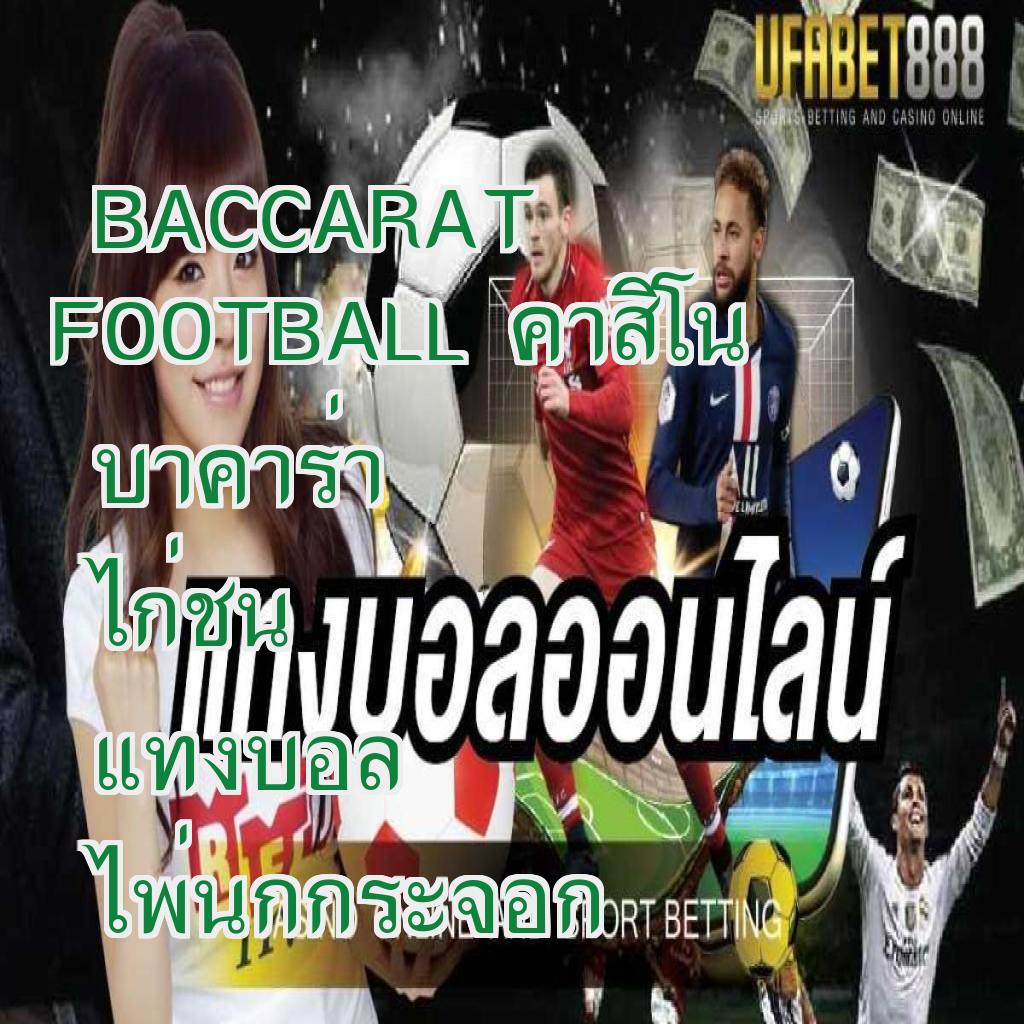 UFABET888
SPORTS BETTING AND CASINO ONLINE
BACCARAT
FOOTBALL คาสิโน
บาคาร่า
ไก่ชน
แทงบอลออนไลน์
แทงบอล
ไพ่นกกระจอก
SPORT BETTING